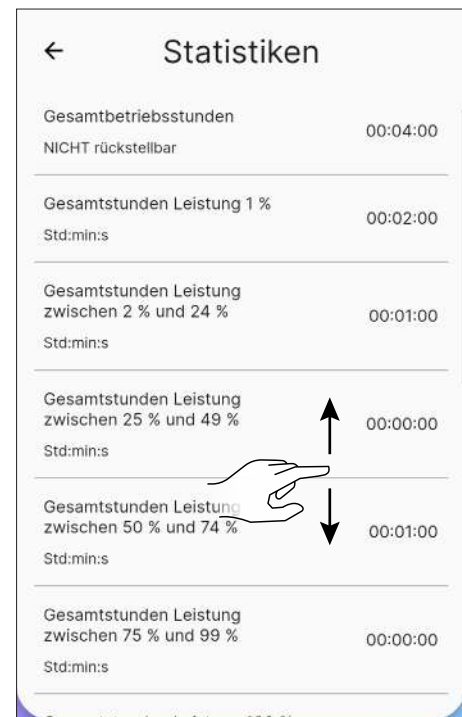 Statistiken
Gesamtbetriebsstunden
00:04:00
NICHT rückstellbar
Gesamtstunden Leistung 1 %
00:02:00
Std:min:s
Gesamtstunden Leistung
zwischen 2 % und 24 %
00:01:00
Std:min:s
Gesamtstunden Leistung
zwischen 25 % und 49 %
00:00:00
Std:min:s
Gesamtstunden Leistung
zwischen 50 % und 74 %
00:01:00
Std:min:s
Gesamtstunden Leistung
zwischen 75 % und 99 %
00:00:00
Std:min:s